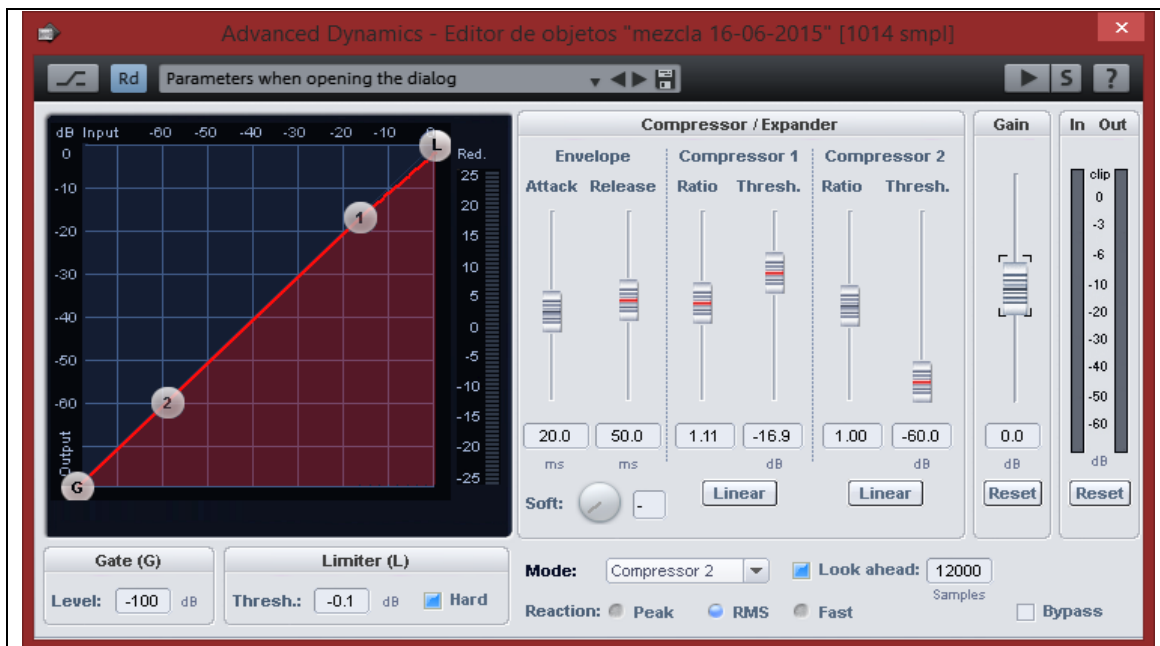 Advanced Dynamics - Editor de objetos "mezcla 16-06-2015" [1014 smpl]
×
Rd Parameters when opening the dialog S ?
dB Input -60 -50 -40 -30 -20 -10 0
0
-10
-20
-30
-40
-50
-60
Output
L
1
2
G
Red.
25
20
15
10
5
0
-5
-10
-15
-20
-25
Compressor / Expander
Envelope Compressor 1 Compressor 2
Attack Release Ratio Thresh. Ratio Thresh.
20.0 50.0 1.11 -16.9 1.00 -60.0
ms ms dB dB
Soft: - Linear Linear
Gain
0.0
dB
Reset
In Out
clip
0
-3
-6
-10
-20
-30
-40
-50
-60
dB
Reset
Gate (G)
Level: -100 dB
Limiter (L)
Thresh.: -0.1 dB Hard
Mode: Compressor 2 Look ahead: 12000
Samples
Reaction: Peak RMS Fast Bypass